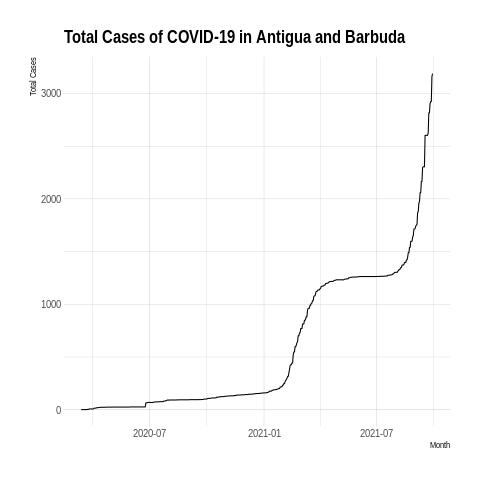 Total Cases of COVID-19 in Antigua and Barbuda
Total Cases
3000
2000
1000
0
2020-07
2021-01
2021-07
Month